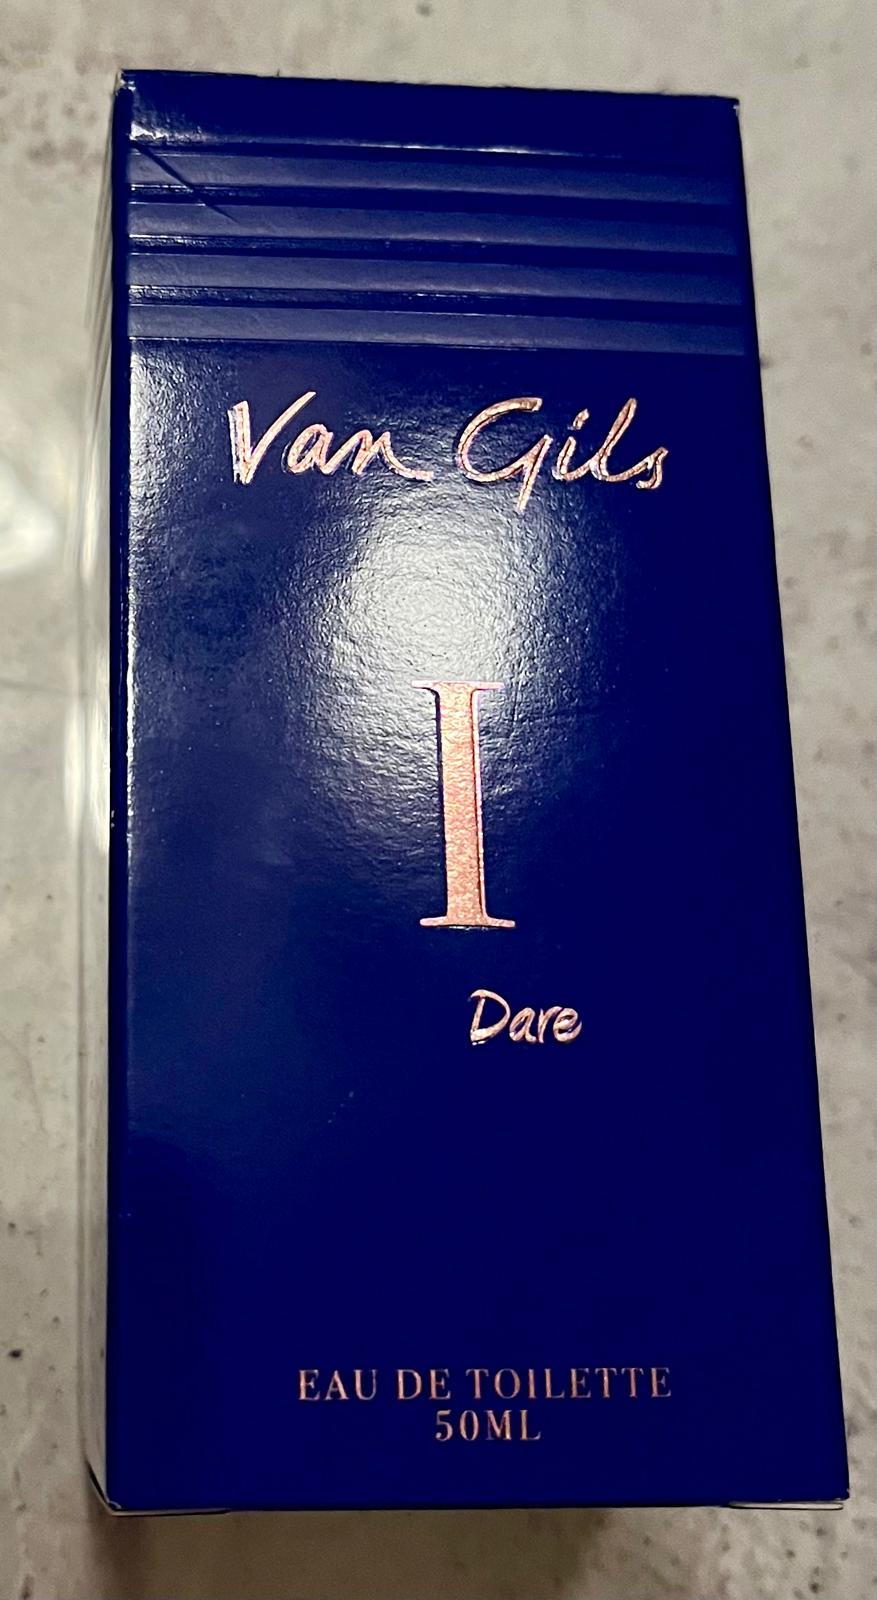 Van Gils
I
Dare
EAU DE TOILETTE
50ML